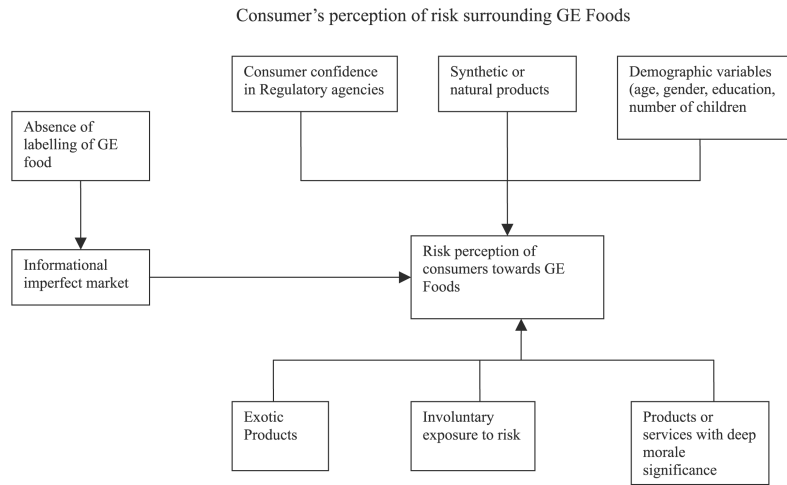 Consumer's perception of risk surrounding GE Foods
Consumer confidence
in Regulatory agencies
Synthetic or
natural products
Demographic variables
(age, gender, education,
number of children
Absence of
labelling of GE
food
Informational
imperfect market
Risk perception of
consumers towards GE
Foods
Exotic
Products
Involuntary
exposure to risk
Products or
services with deep
morale
significance